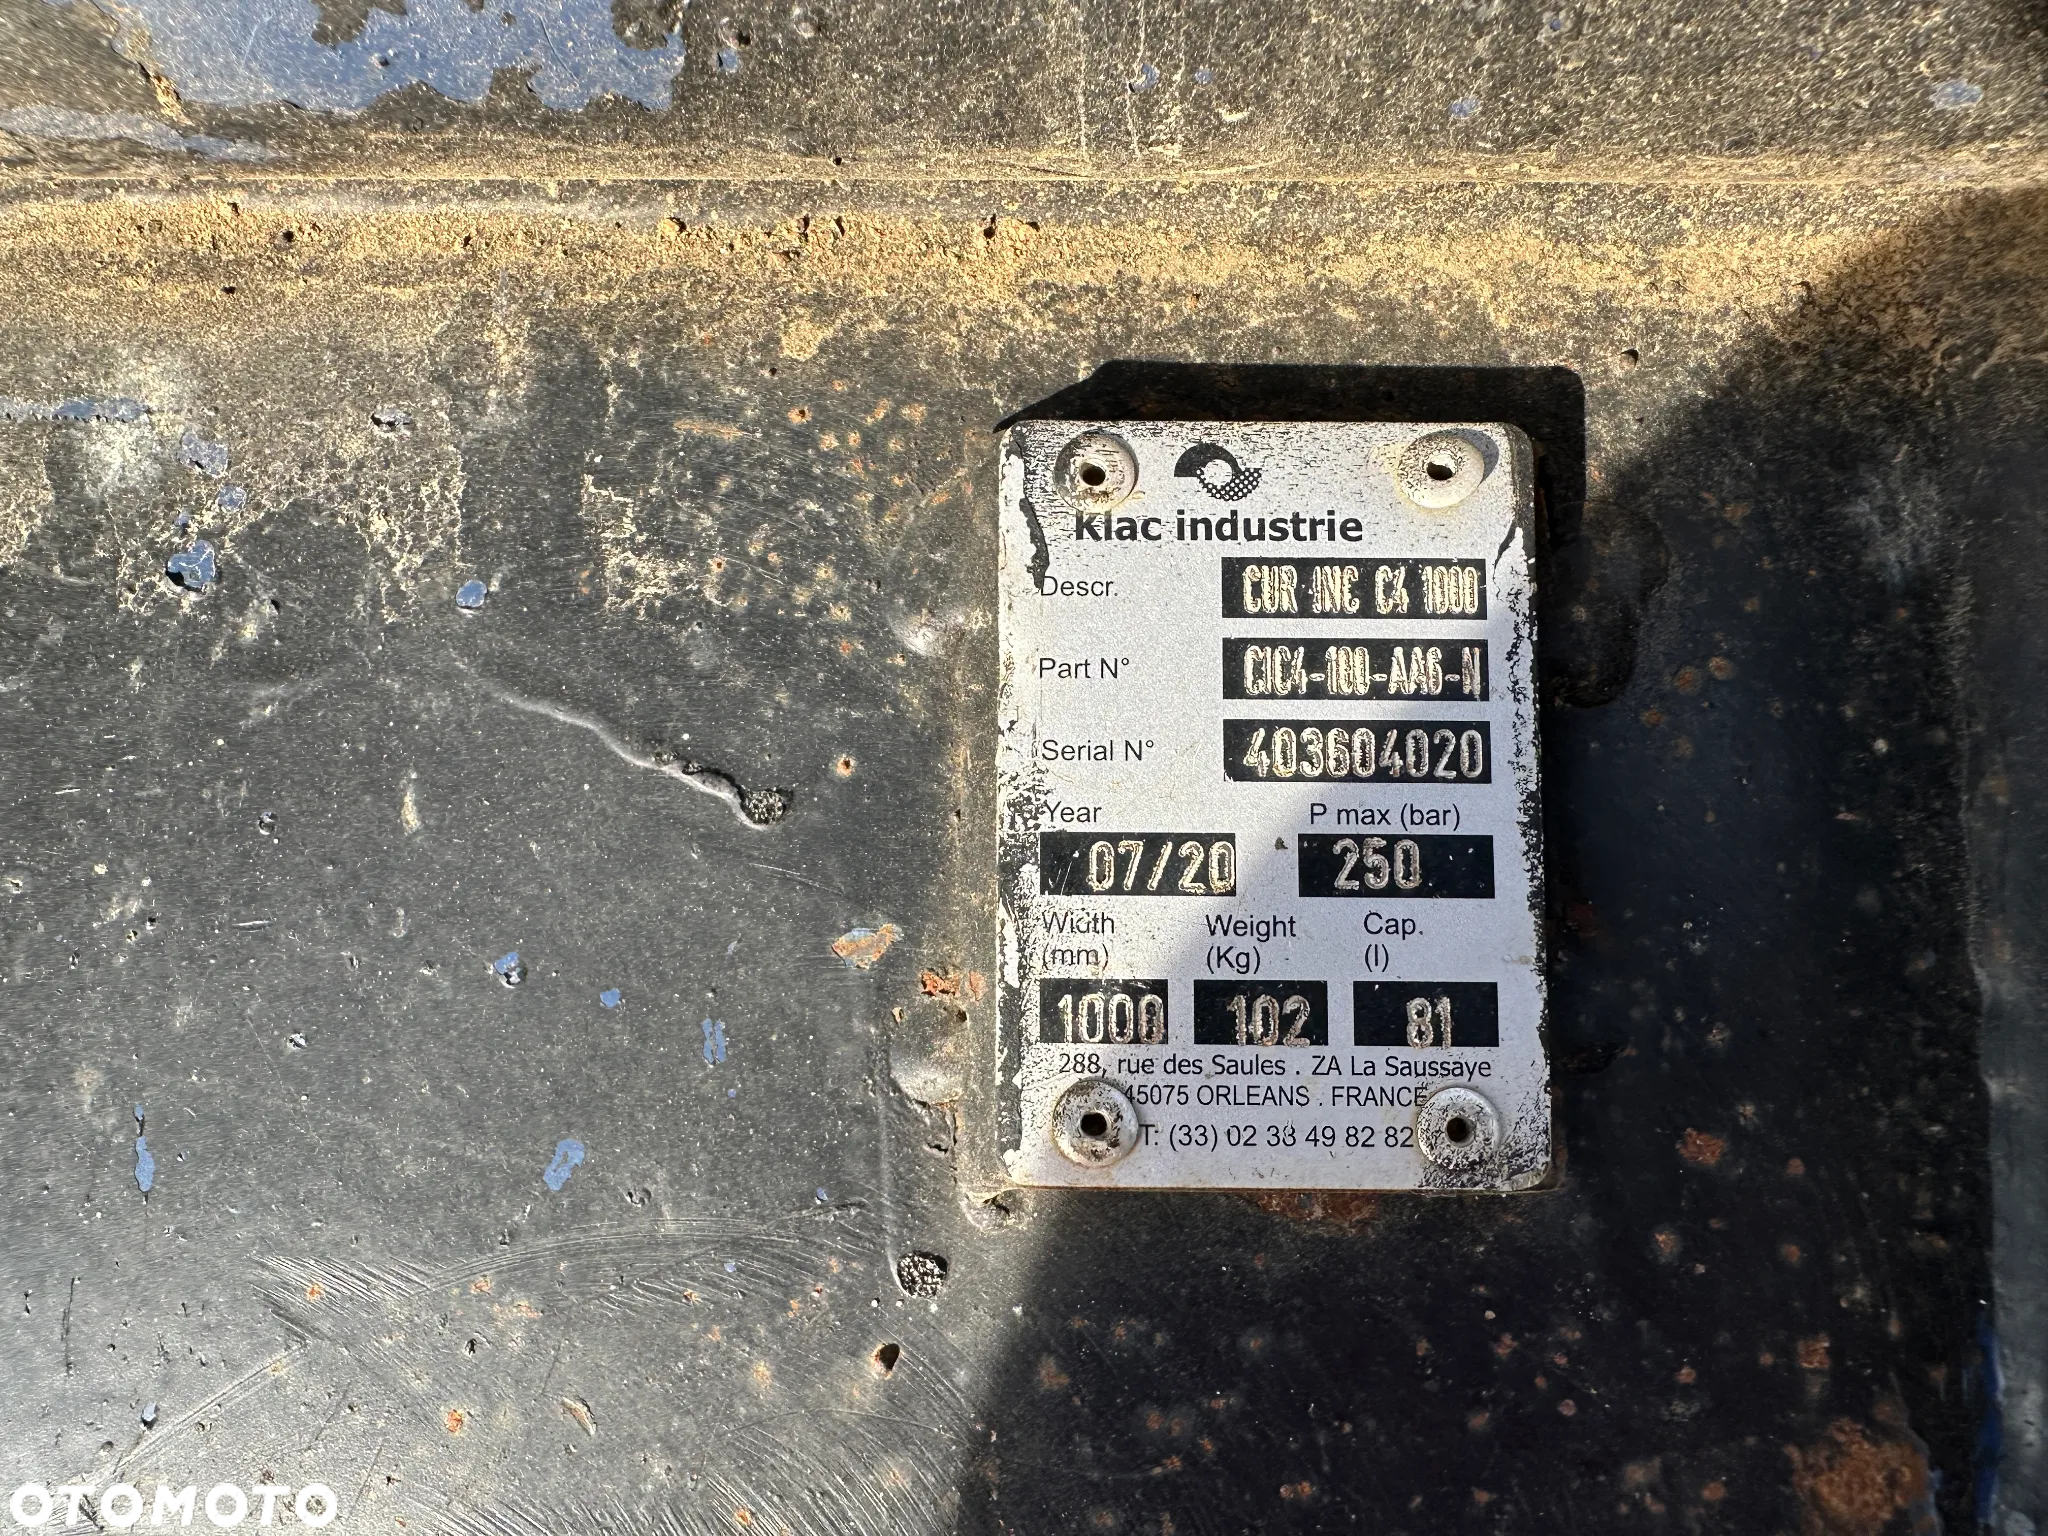 Klac industrie
Descr. CUR INC C4 1000
Part N° C1C4-100-AA6-N
Serial N° 403604020
Year P max (bar)
07/20 250
Width Weight Cap.
(mm) (Kg) (l)
1000 102 81
288, rue des Saules . ZA La Saussaye
45075 ORLEANS . FRANCE
T: (33) 02 38 49 82 82
OTOMOTO